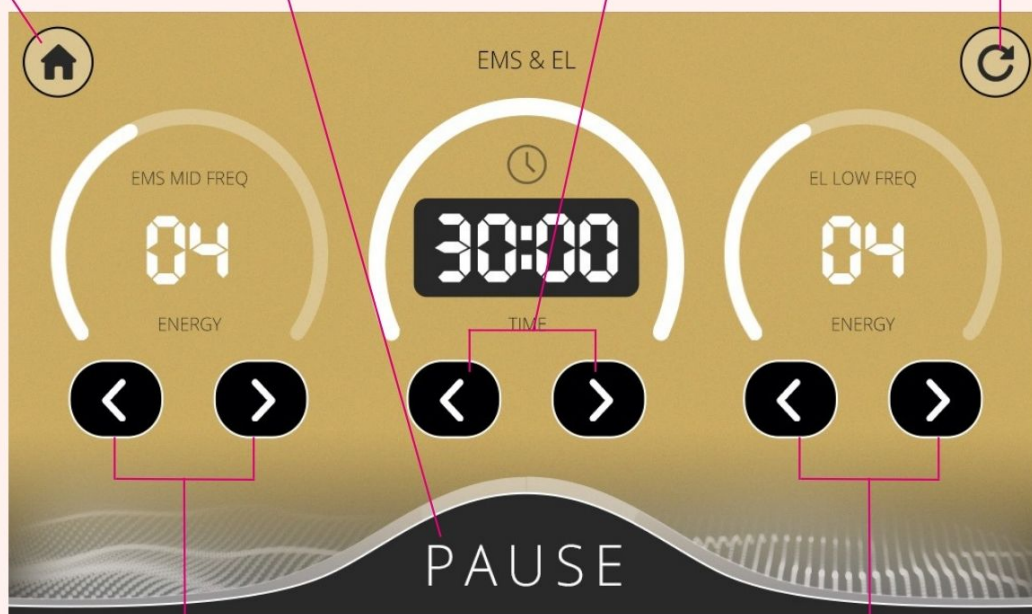 EMS & EL
EMS MID FREQ
04
ENERGY
30:00
TIME
EL LOW FREQ
04
ENERGY
PAUSE